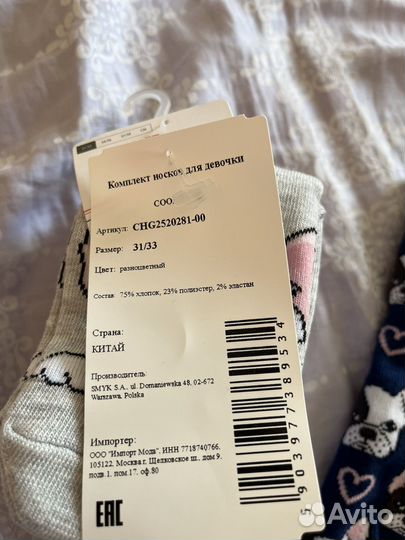 Комплект носков для девочки
COO.
Артикул: CHG2520281-00
Размер: 31/33
Цвет: разноцветный
Состав: 75% хлопок, 23% полиэстер, 2% эластан
Страна:
КИТАЙ
Производитель:
SMYK S.A., ul. Domaniewska 48, 02-672
Warszawa, Polska
Импортер:
ООО "Импорт Мода". ИНН 7718740766.
105122. Москва г, Щелковское ш., дом 9.
подв.1. пом.17. оф.80
5903977389534
EAC
Avito